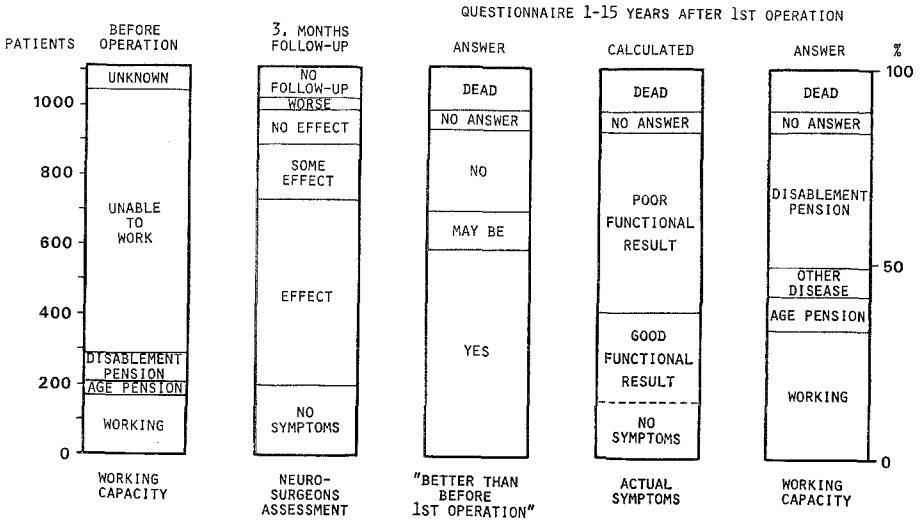 QUESTIONNAIRE 1-15 YEARS AFTER 1ST OPERATION
PATIENTS
BEFORE
OPERATION
3. MONTHS
FOLLOW-UP
ANSWER
CALCULATED
ANSWER
%
1000
800
600
400
200
0
UNKNOWN
UNABLE
TO
WORK
DISABLEMENT
PENSION
AGE PENSION
WORKING
WORKING
CAPACITY
NO
FOLLOW-UP
WORSE
NO EFFECT
SOME
EFFECT
EFFECT
NO
SYMPTOMS
NEURO-
SURGEONS
ASSESSMENT
DEAD
NO ANSWER
NO
MAY BE
YES
"BETTER THAN
BEFORE
1ST OPERATION"
DEAD
NO ANSWER
POOR
FUNCTIONAL
RESULT
GOOD
FUNCTIONAL
RESULT
NO
SYMPTOMS
ACTUAL
SYMPTOMS
DEAD
NO ANSWER
DISABLEMENT
PENSION
OTHER
DISEASE
AGE PENSION
WORKING
WORKING
CAPACITY
100
50
0